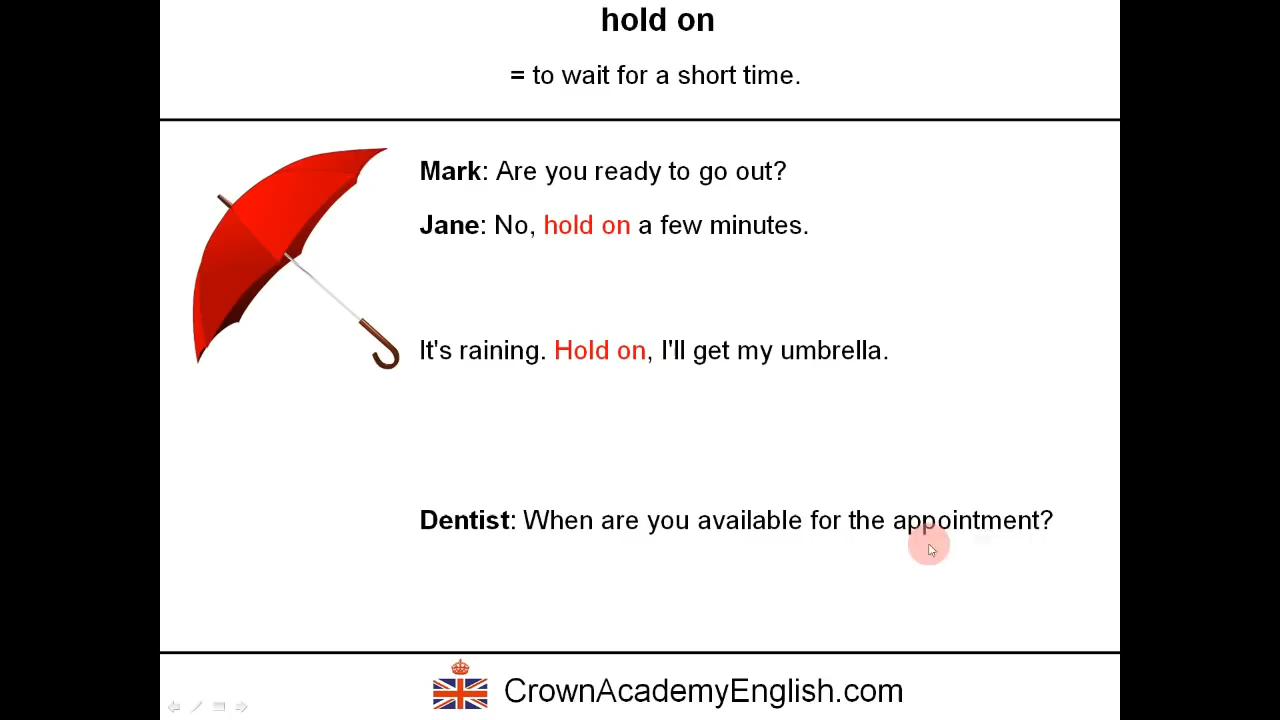 hold on
= to wait for a short time.
Mark: Are you ready to go out?
Jane: No, hold on a few minutes.
It's raining. Hold on, I'll get my umbrella.
Dentist: When are you available for the appointment?
CrownAcademyEnglish.com